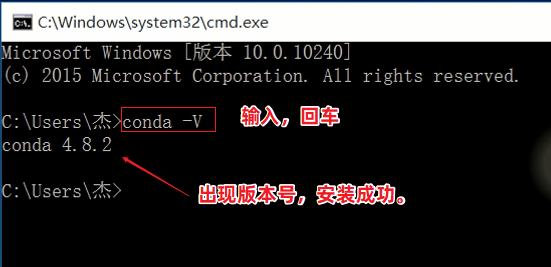 C:\Windows\system32\cmd.exe
Microsoft Windows [版本 10.0.10240]
(c) 2015 Microsoft Corporation. All rights reserved.
C:\Users\杰>conda -V 输入，回车
conda 4.8.2
C:\Users\杰> 出现版本号，安装成功。